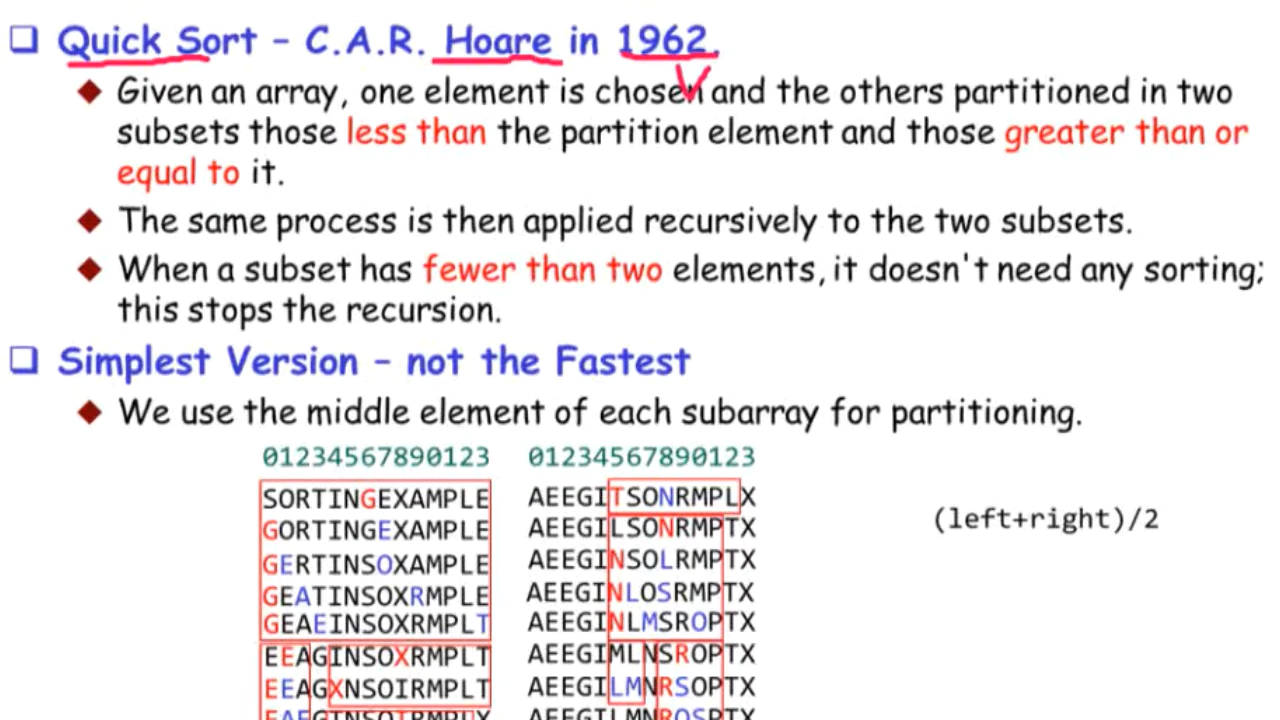 Quick Sort – C.A.R. Hoare in 1962.
Given an array, one element is chosen and the others partitioned in two
subsets those less than the partition element and those greater than or
equal to it.
The same process is then applied recursively to the two subsets.
When a subset has fewer than two elements, it doesn't need any sorting;
this stops the recursion.
Simplest Version – not the Fastest
We use the middle element of each subarray for partitioning.
01234567890123 01234567890123
SORTINGEXAMPLE AEEGITSONRMPLX
(left+right)/2
GORTINGEXAMPLE AEEGILSONRMPTX
GERTINSOXAMPLE AEEGINSOLRMPTX
GEATINSOXRMPLE AEEGINLOSRMPTX
GEAEINSOXRMPLT AEEGINLMSROPTX
EEAGINSOXRMPLT AEEGIMLNSROPTX
EEAGXNSOIRMPLT AEEGILMNRSOPTX